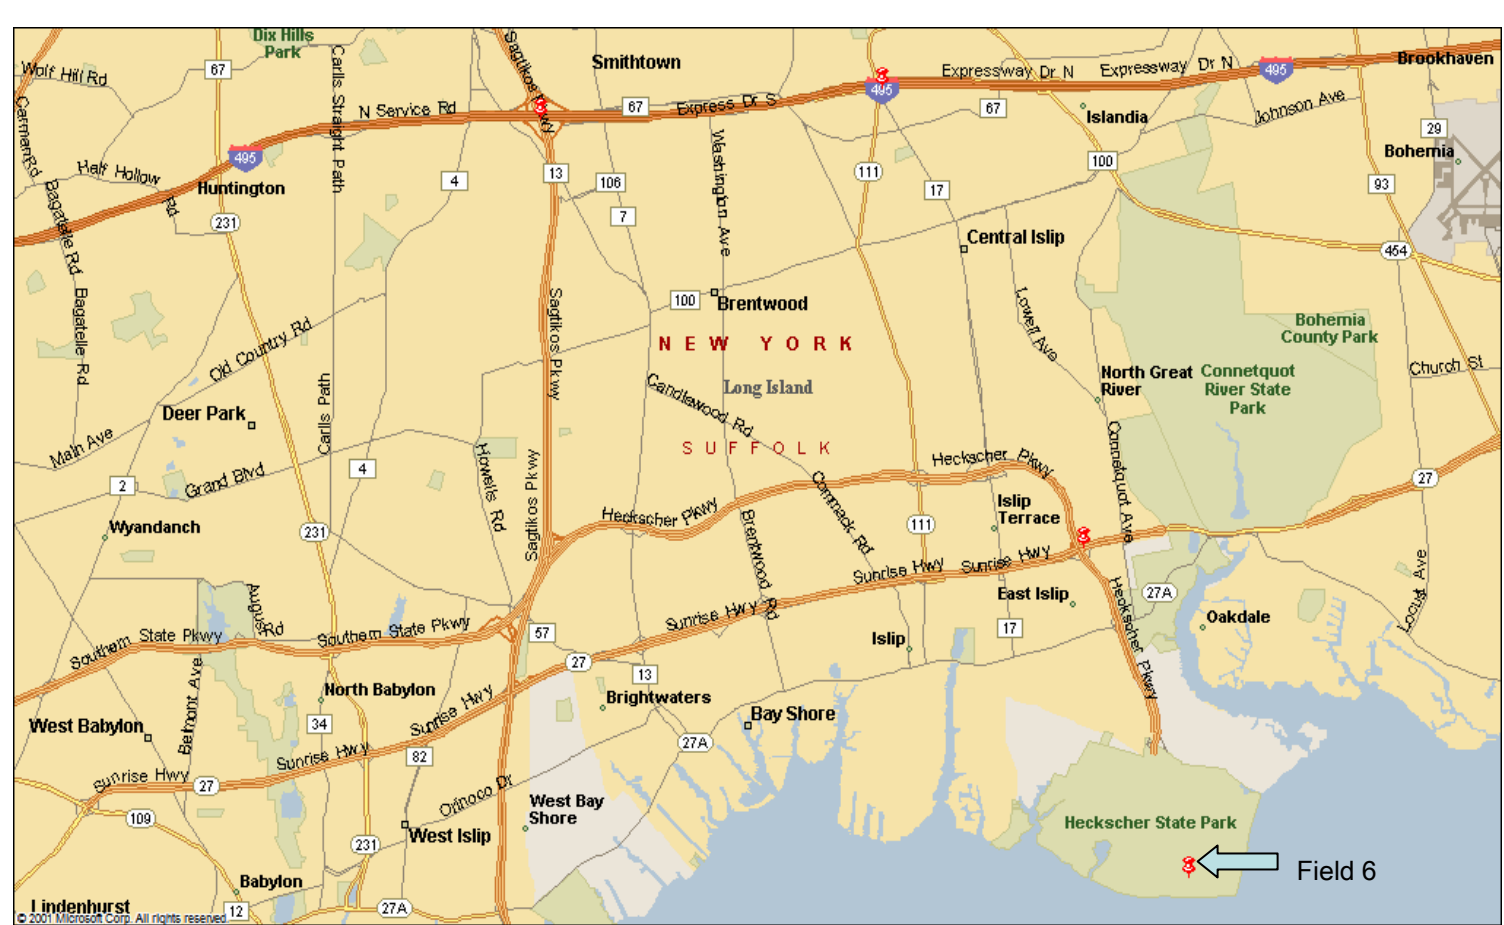 Dix Hills
Park
Wolf Hill Rd
67
Carlls Straight Path
Sagtikos Pkwy
Smithtown
Expressway Dr N
Expressway Dr N
495
Brookhaven
495
N Service Rd
67
Express Dr S
67
Islandia
Johnson Ave
29
Carman Rd
495
Half Hollow
Rd
Huntington
4
13
106
Washington Ave
111
17
100
Bohemia
93
Bagatelle Rd
231
7
Central Islip
454
Bagatelle Rd
Sagtikos Pkwy
100
Brentwood
Lowell Ave
Bohemia
County Park
Old Country Rd
NEW YORK
Long Island
North Great
River
Connetquot
River State
Park
Church St
Deer Park
Carlls Path
Candlewood Rd
Main Ave
SUFFOLK
Heckscher Pkwy
Connetquot Ave
27
2
Grand Blvd
4
Howells Rd
Sagtikos Pkwy
Commack Rd
Islip
Terrace
Wyandanch
231
Heckscher Pkwy
Brentwood Rd
111
Sunrise Hwy
Sunrise Hwy
Locust Ave
August Rd
Southern State Pkwy
Southern State Pkwy
57
Sunrise Hwy
East Islip
Heckscher Pkwy
27A
Oakdale
Islip
17
27
13
Belmont Ave
North Babylon
Brightwaters
West Babylon
34
Sunrise Hwy
Bay Shore
27A
Sunrise Hwy
Sunrise Hwy
27
82
Orinoco Dr
West Bay
Shore
109
231
West Islip
Heckscher State Park
Field 6
Babylon
Lindenhurst
12
27A
© 2001 Microsoft Corp. All rights reserved.